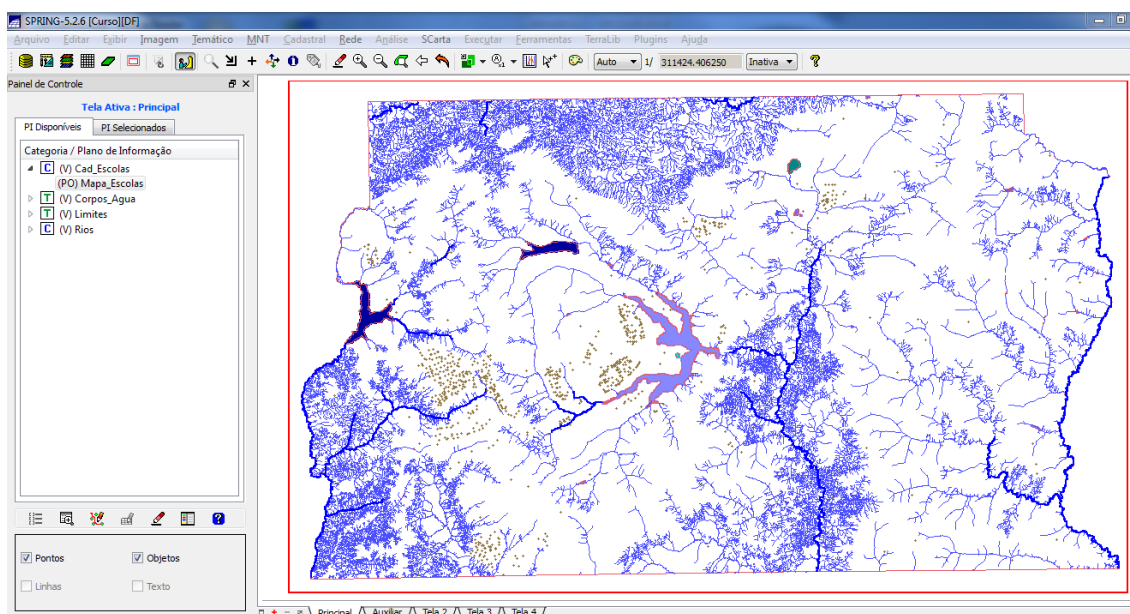 SPRING-5.2.6 [Curso][DF]
Arquivo Editar Exibir Imagem Temático MNT Cadastral Rede Análise SCarta Executar Ferramentas TerraLib Plugins Ajuda
Auto 1/ 311424.406250 Inativa
Painel de Controle
Tela Ativa : Principal
PI Disponíveis PI Selecionados
Categoria / Plano de Informação
C (V) Cad_Escolas
(PO) Mapa_Escolas
T (V) Corpos_Agua
T (V) Limites
C (V) Rios
Pontos Objetos
Linhas Texto
Principal Auxiliar Tela 2 Tela 3 Tela 4